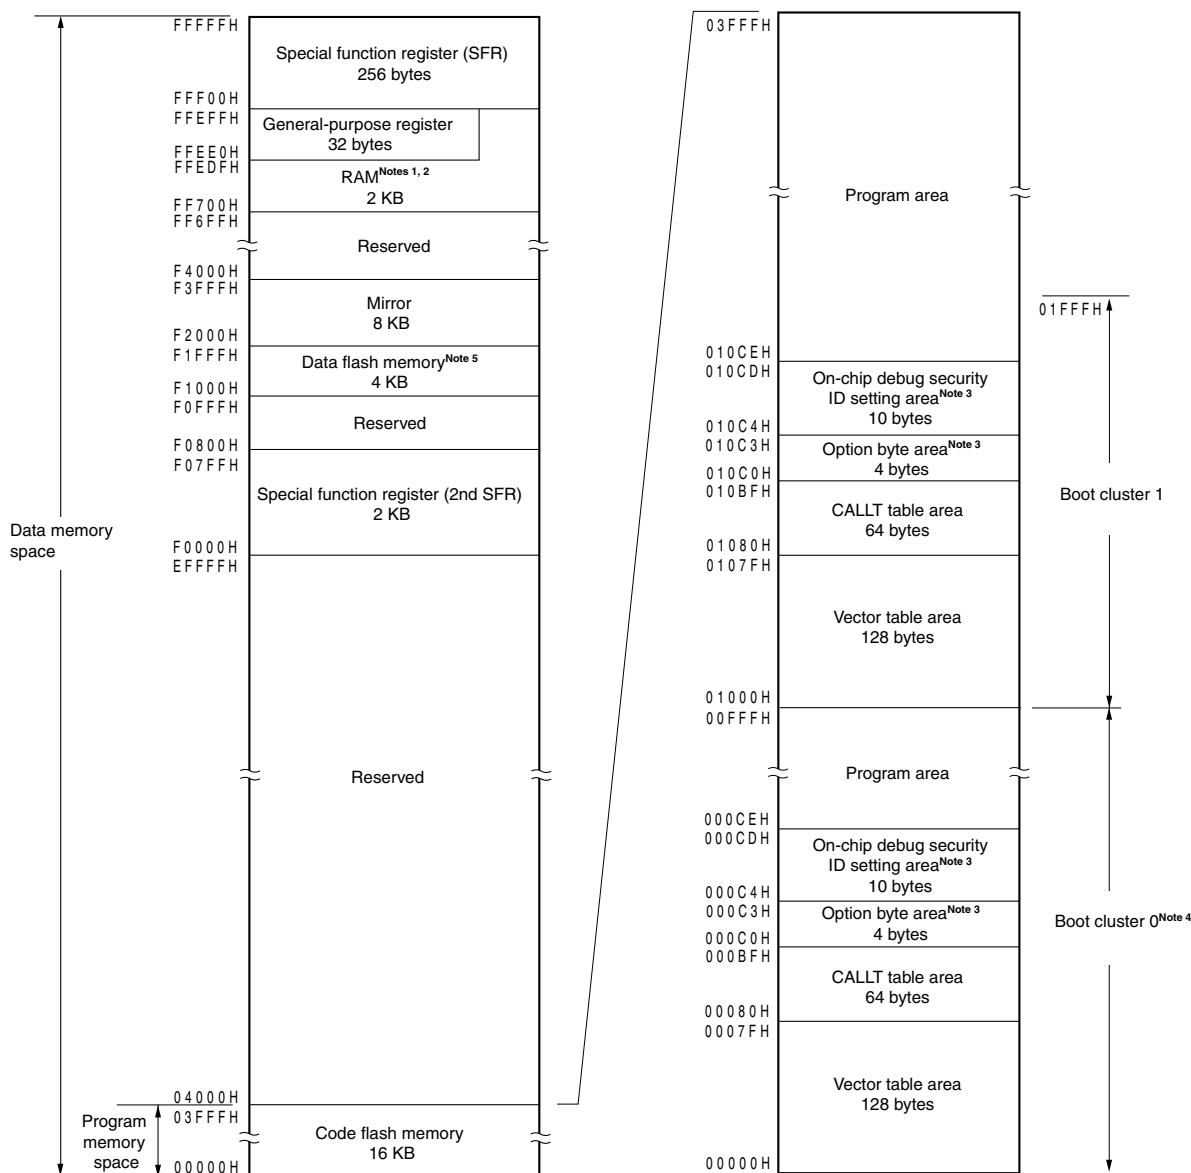 FFFFFH
Special function register (SFR)
256 bytes
FFF00H
FFEFFH
General-purpose register
32 bytes
FFEE0H
FFEDFH
RAMNotes 1, 2
2 KB
FF700H
FF6FFH
Reserved
F4000H
F3FFFH
Mirror
8 KB
F2000H
F1FFFH
Data flash memoryNote 5
4 KB
F1000H
F0FFFH
Reserved
F0800H
F07FFH
Special function register (2nd SFR)
2 KB
Data memory
space
F0000H
EFFFFH
Reserved
04000H
03FFFH
Program
memory
space
Code flash memory
16 KB
00000H
03FFFH
Program area
01FFFH
010CEH
010CDH
On-chip debug security
ID setting areaNote 3
10 bytes
010C4H
010C3H
Option byte areaNote 3
4 bytes
010C0H
010BFH
Boot cluster 1
CALLT table area
64 bytes
01080H
0107FH
Vector table area
128 bytes
01000H
00FFFH
Program area
000CEH
000CDH
On-chip debug security
ID setting areaNote 3
10 bytes
000C4H
000C3H
Option byte areaNote 3
4 bytes
Boot cluster 0Note 4
000C0H
000BFH
CALLT table area
64 bytes
00080H
0007FH
Vector table area
128 bytes
00000H